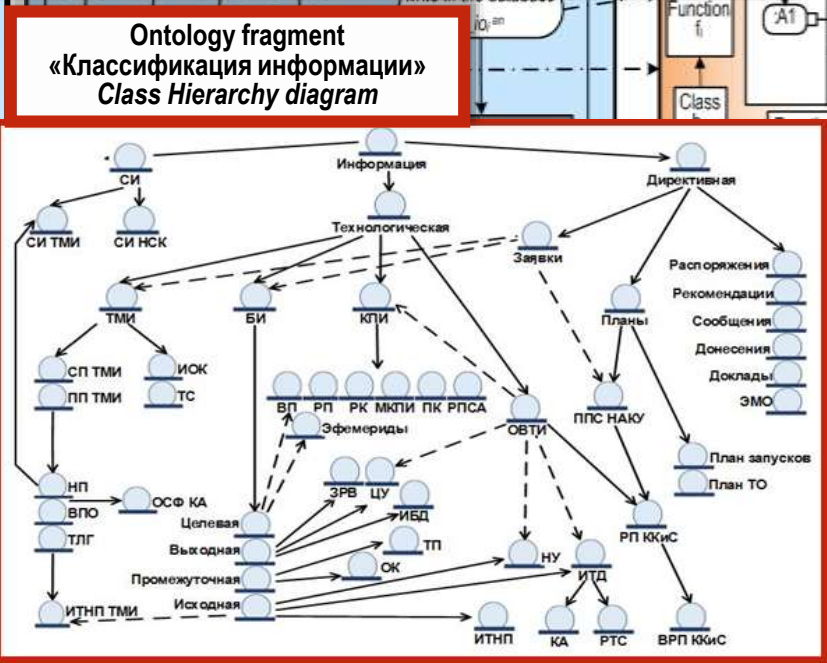 Function
f
:A1
Class
Ontology fragment
«Классификация информации»
Class Hierarchy diagram
СИ
Информация
Директивная
СИ ТМИ
СИ НСК
Технологическая
Заявки
Распоряжения
Рекомендации
Сообщения
Донесения
Доклады
ЭМО
ТМИ
БИ
КПИ
Планы
СП ТМИ
ПП ТМИ
ИОК
ТС
ВП
РП
РК
МКПИ
ПК
РПСА
Эфемериды
ОВТИ
ППС НАКУ
План запусков
План ТО
НП
ВПО
ТЛГ
ОСФ КА
ЗРВ
ЦУ
ИБД
Целевая
Выходная
Промежуточная
Исходная
ТП
ОК
НУ
ИТД
РП ККиС
ИТНП ТМИ
ИТНП
КА
РТС
ВРП ККиС